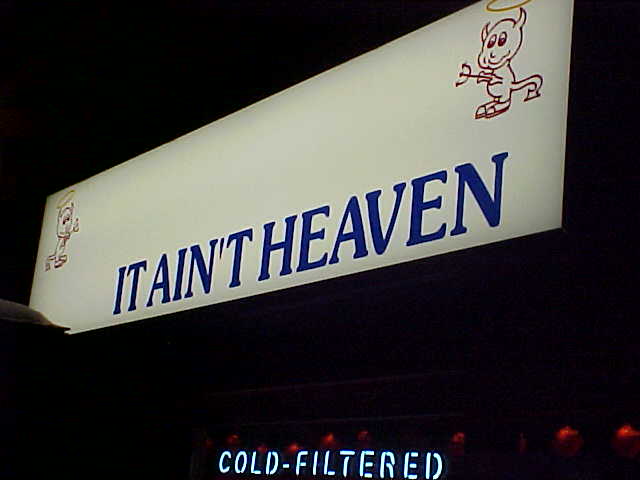 IT AIN'T HEAVEN
COLD-FILTERED